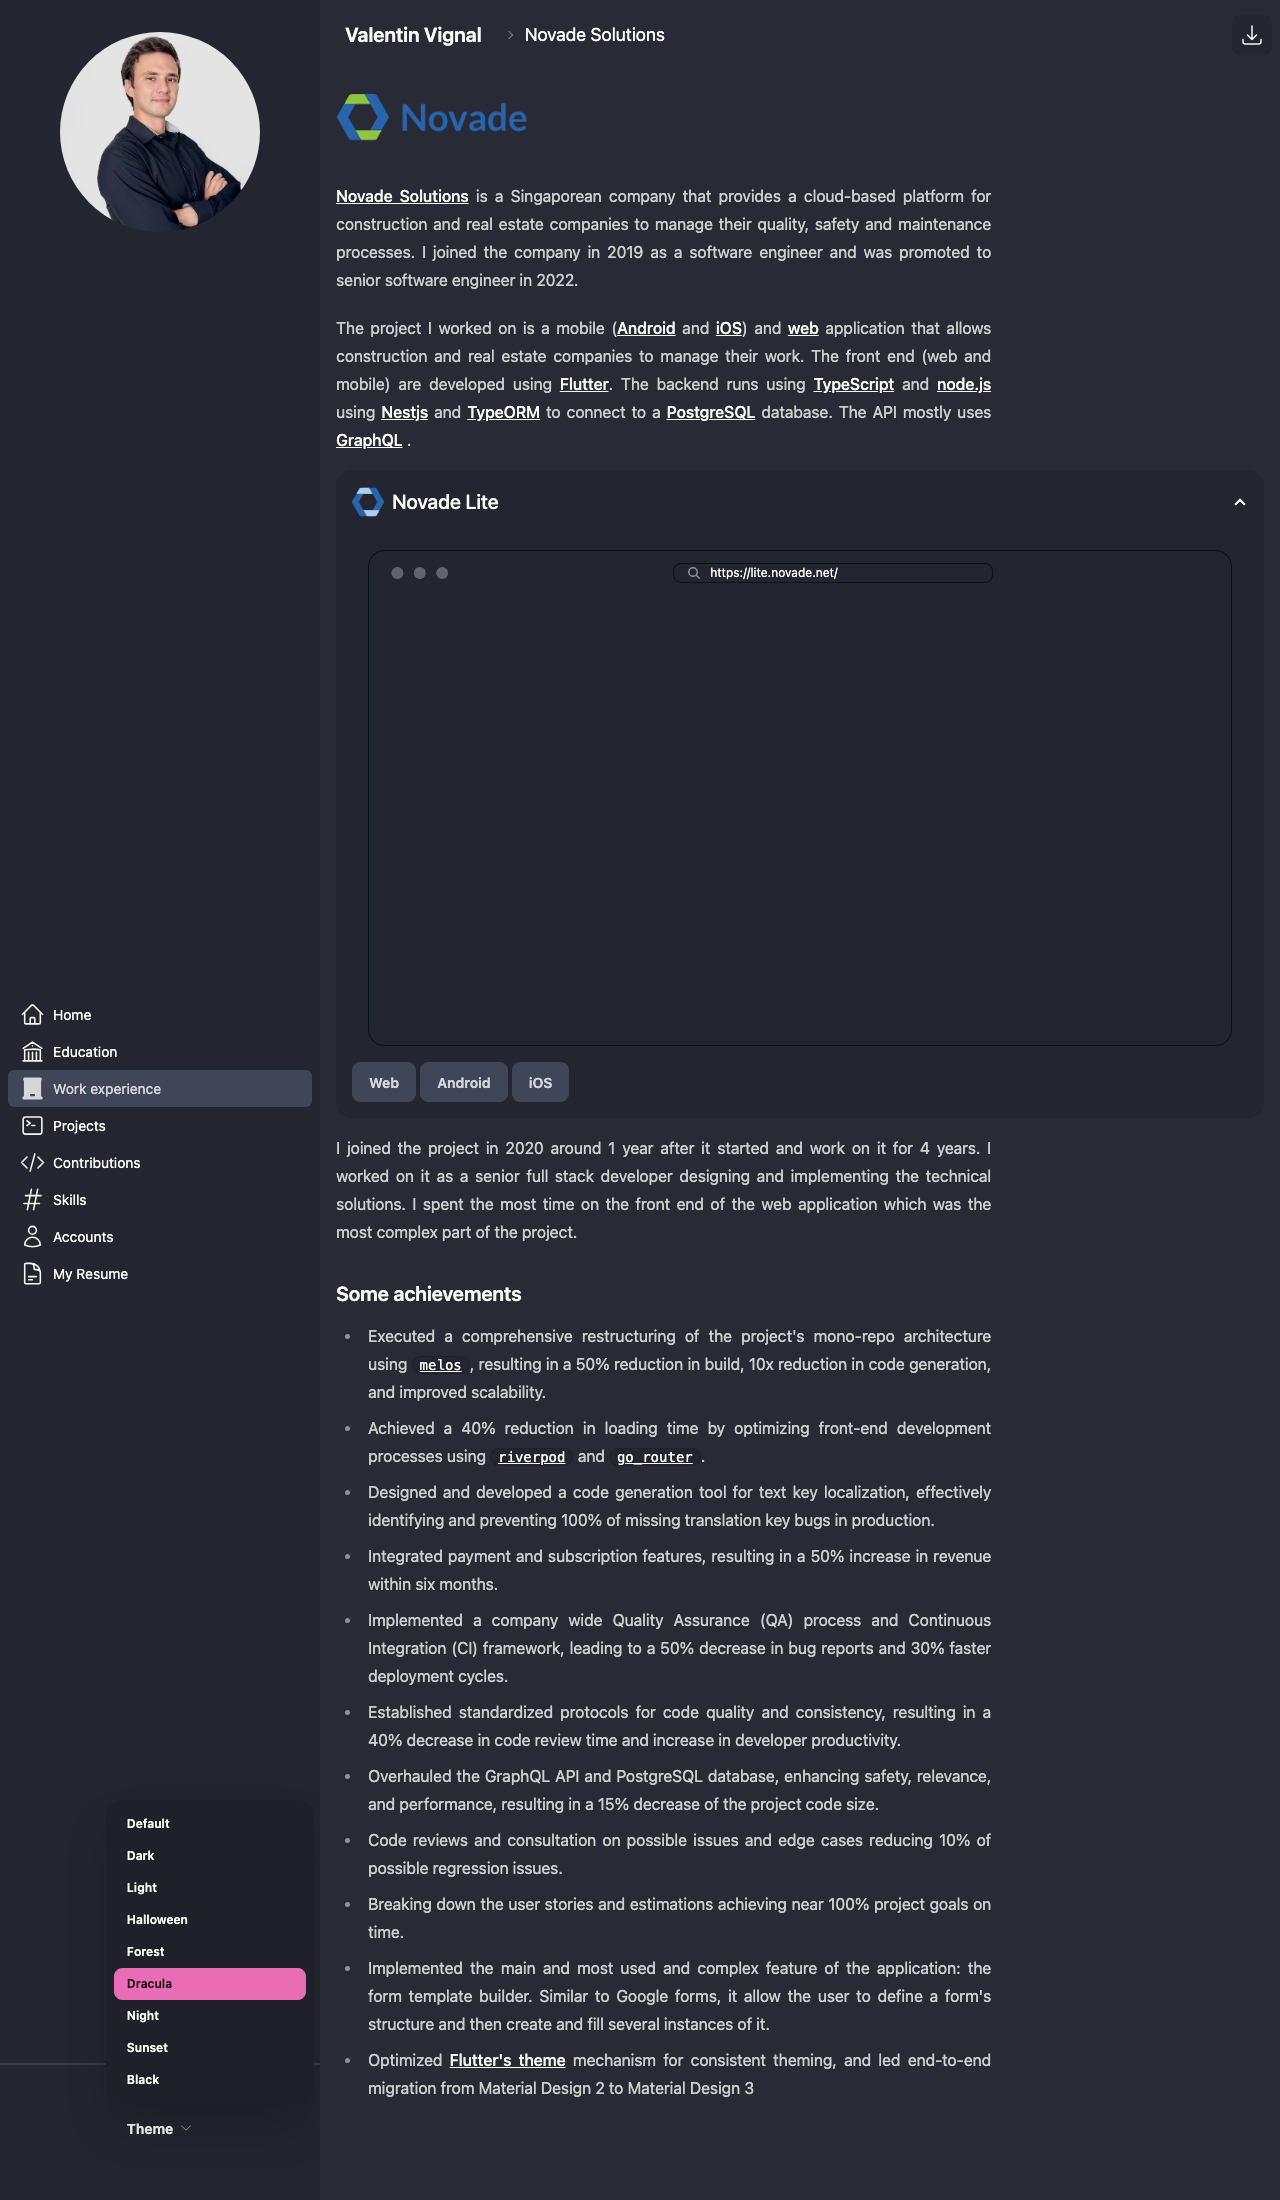 Valentin Vignal
Novade Solutions
Novade
Novade Solutions is a Singaporean company that provides a cloud-based platform for
construction and real estate companies to manage their quality, safety and maintenance
processes. I joined the company in 2019 as a software engineer and was promoted to
senior software engineer in 2022.
The project I worked on is a mobile (Android and iOS) and web application that allows
construction and real estate companies to manage their work. The front end (web and
mobile) are developed using Flutter. The backend runs using TypeScript and node.js
using Nestjs and TypeORM to connect to a PostgreSQL database. The API mostly uses
GraphQL .
Novade Lite
https://lite.novade.net/
Web
Android
iOS
I joined the project in 2020 around 1 year after it started and work on it for 4 years. I
worked on it as a senior full stack developer designing and implementing the technical
solutions. I spent the most time on the front end of the web application which was the
most complex part of the project.
Some achievements
Executed a comprehensive restructuring of the project's mono-repo architecture
using melos , resulting in a 50% reduction in build, 10x reduction in code generation,
and improved scalability.
Achieved a 40% reduction in loading time by optimizing front-end development
processes using riverpod and go_router .
Designed and developed a code generation tool for text key localization, effectively
identifying and preventing 100% of missing translation key bugs in production.
Integrated payment and subscription features, resulting in a 50% increase in revenue
within six months.
Implemented a company wide Quality Assurance (QA) process and Continuous
Integration (CI) framework, leading to a 50% decrease in bug reports and 30% faster
deployment cycles.
Established standardized protocols for code quality and consistency, resulting in a
40% decrease in code review time and increase in developer productivity.
Overhauled the GraphQL API and PostgreSQL database, enhancing safety, relevance,
and performance, resulting in a 15% decrease of the project code size.
Code reviews and consultation on possible issues and edge cases reducing 10% of
possible regression issues.
Breaking down the user stories and estimations achieving near 100% project goals on
time.
Implemented the main and most used and complex feature of the application: the
form template builder. Similar to Google forms, it allow the user to define a form's
structure and then create and fill several instances of it.
Optimized Flutter's theme mechanism for consistent theming, and led end-to-end
migration from Material Design 2 to Material Design 3
Home
Education
Work experience
Projects
Contributions
Skills
Accounts
My Resume
Default
Dark
Light
Halloween
Forest
Dracula
Night
Sunset
Black
Theme